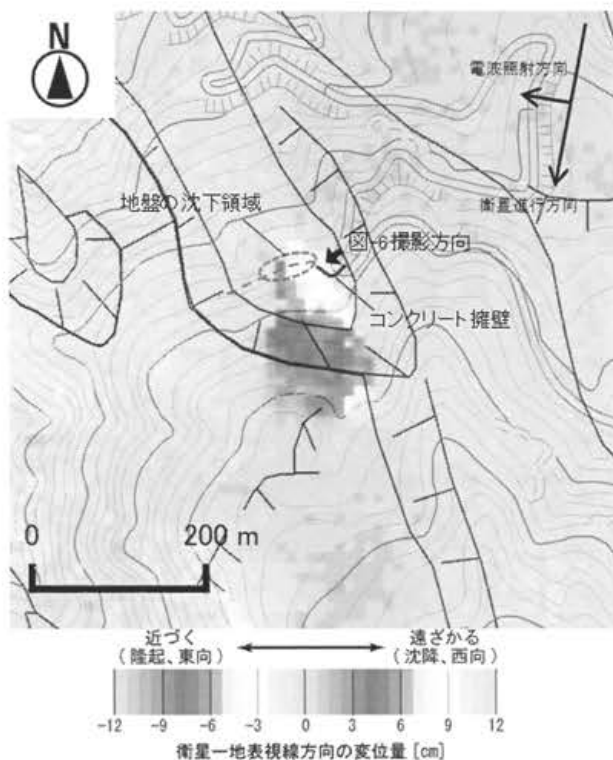 N
電波照射方向
衛星進行方向
地盤の沈下領域
図-6撮影方向
コンクリート擁壁
0 200 m
近づく
(隆起、東向)
遠ざかる
(沈降、西向)
-12 -9 -6 -3 0 3 6 9 12
衛星ー地表視線方向の変位量 [cm]